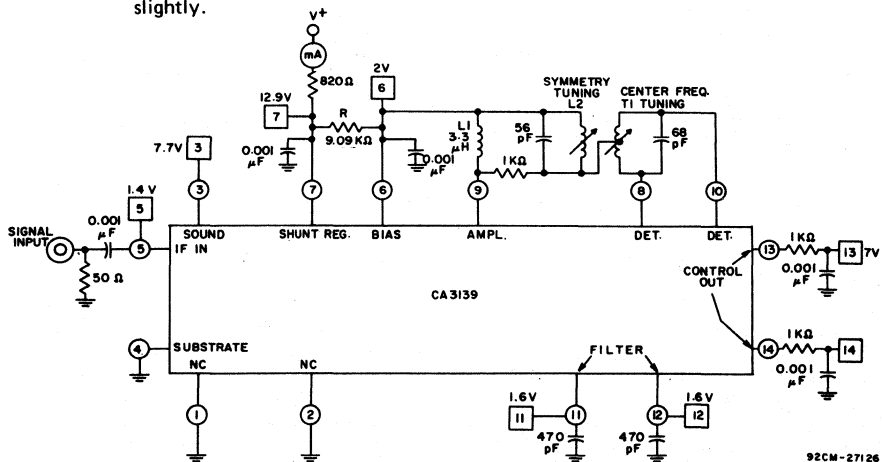 slightly.
V+
mA
820Ω
2V
6
12.9V
7
R
9.09 KΩ
0.001
μF
0.001
μF
7.7V
3
SYMMETRY
TUNING
L2
CENTER FREQ.
T1 TUNING
L1
3.3
μH
56
pF
68
pF
1KΩ
1.4 V
5
0.001
μF
SIGNAL
INPUT
50 Ω
3
7
6
9
8
10
5
SOUND
IF IN
SHUNT REG.
BIAS
AMPL.
DET.
DET.
13
1KΩ
13
7V
0.001
μF
CONTROL
OUT
CA3139
4
SUBSTRATE
NC
NC
FILTER
14
1KΩ
14
0.001
μF
1.6V
11
11
1.6V
12
12
1
2
470
pF
470
pF
92CM-27126